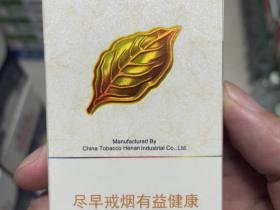 Manufactured By
China Tobacco Henan Industrial Co., Ltd.
尽早戒烟有益健康